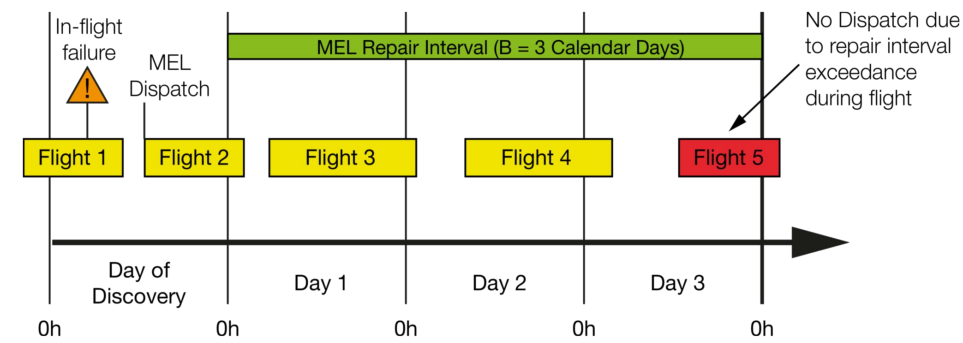 In-flight
failure
!
MEL
Dispatch
MEL Repair Interval (B = 3 Calendar Days)
No Dispatch due
to repair interval
exceedance
during flight
Flight 1
Flight 2
Flight 3
Flight 4
Flight 5
Day of
Discovery
Day 1
Day 2
Day 3
0h
0h
0h
0h
0h